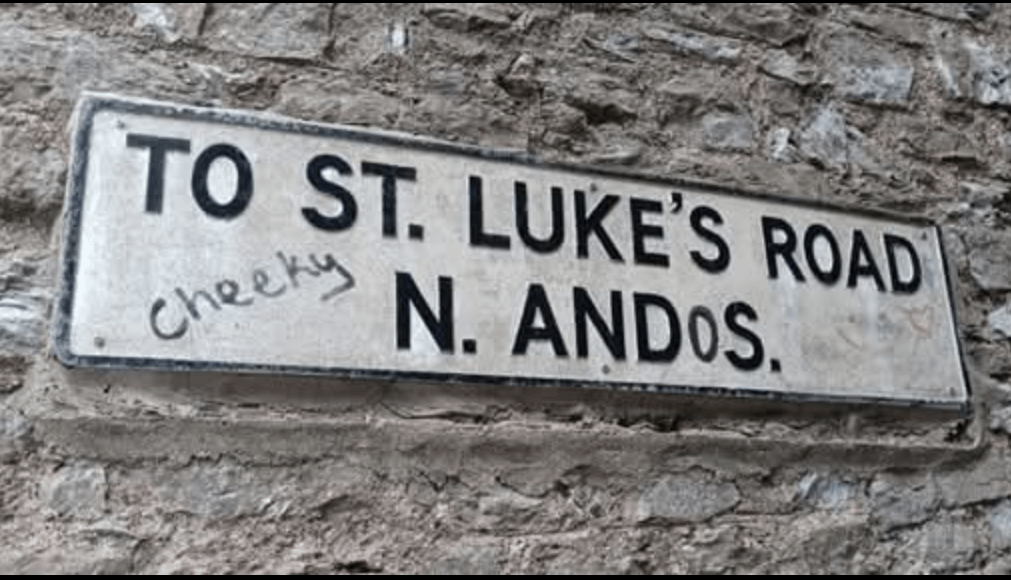 TO ST. LUKE'S ROAD
Cheeky
N. ANDoS.